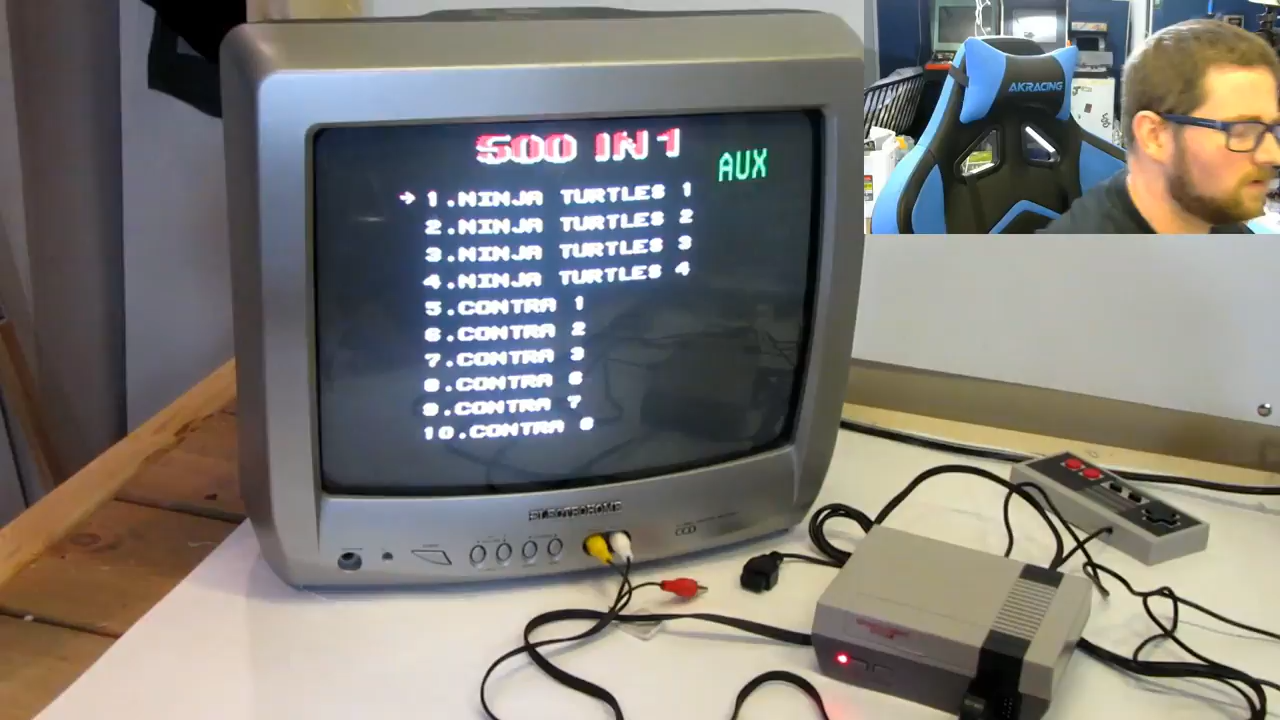 500 IN 1
AUX
1.NINJA TURTLES 1
2.NINJA TURTLES 2
3.NINJA TURTLES 3
4.NINJA TURTLES 4
5.CONTRA 1
6.CONTRA 2
7.CONTRA 3
8.CONTRA 6
9.CONTRA 7
10.CONTRA 8
ELECTROHOME
AKRACING